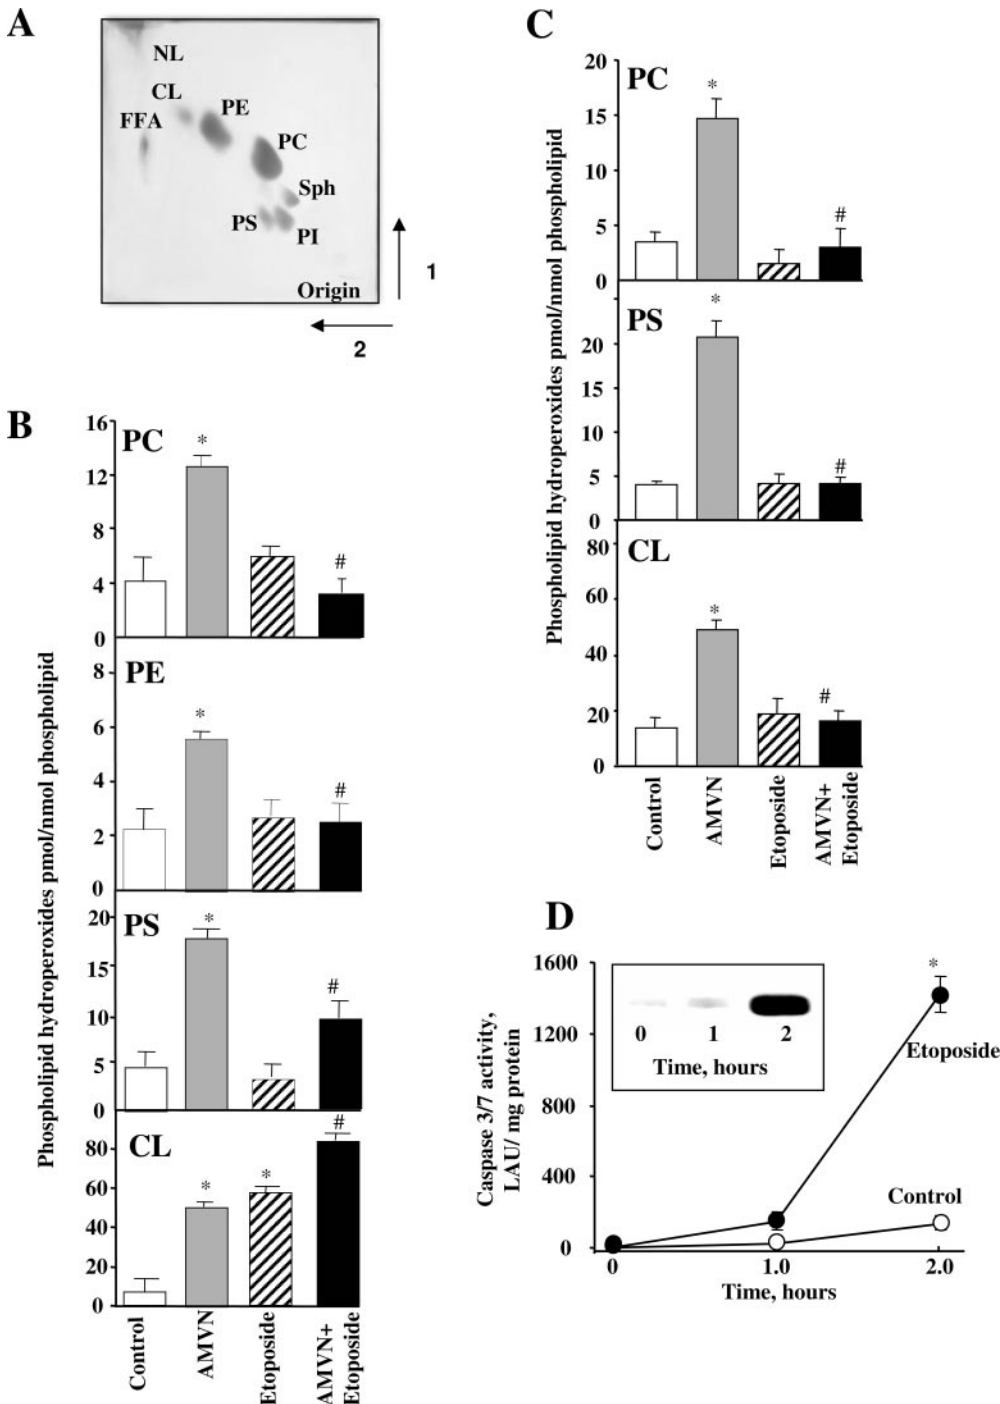 A
NL
CL
PE
FFA
PC
Sph
PS
PI
Origin
1
2
B
Phospholipid hydroperoxides pmol/nmol phospholipid
16
PC
*
12
8
#
4
0
8
PE
*
6
4
#
2
0
20
PS
*
15
#
10
5
0
CL
#
80
* *
60
40
20
0
Control
AMVN
Etoposide
AMVN+
Etoposide
C
Phospholipid hydroperoxides pmol/nmol phospholipid
20
PC
*
15
10
#
5
0
PS
*
20
15
10
#
5
0
80
CL
60
*
40
#
20
0
Control
AMVN
Etoposide
AMVN+
Etoposide
D
Caspase 3/7 activity,
LAU/ mg protein
1600
*
1200
800
400
0
0 1 2
Time, hours
Etoposide
Control
0 1.0 2.0
Time, hours